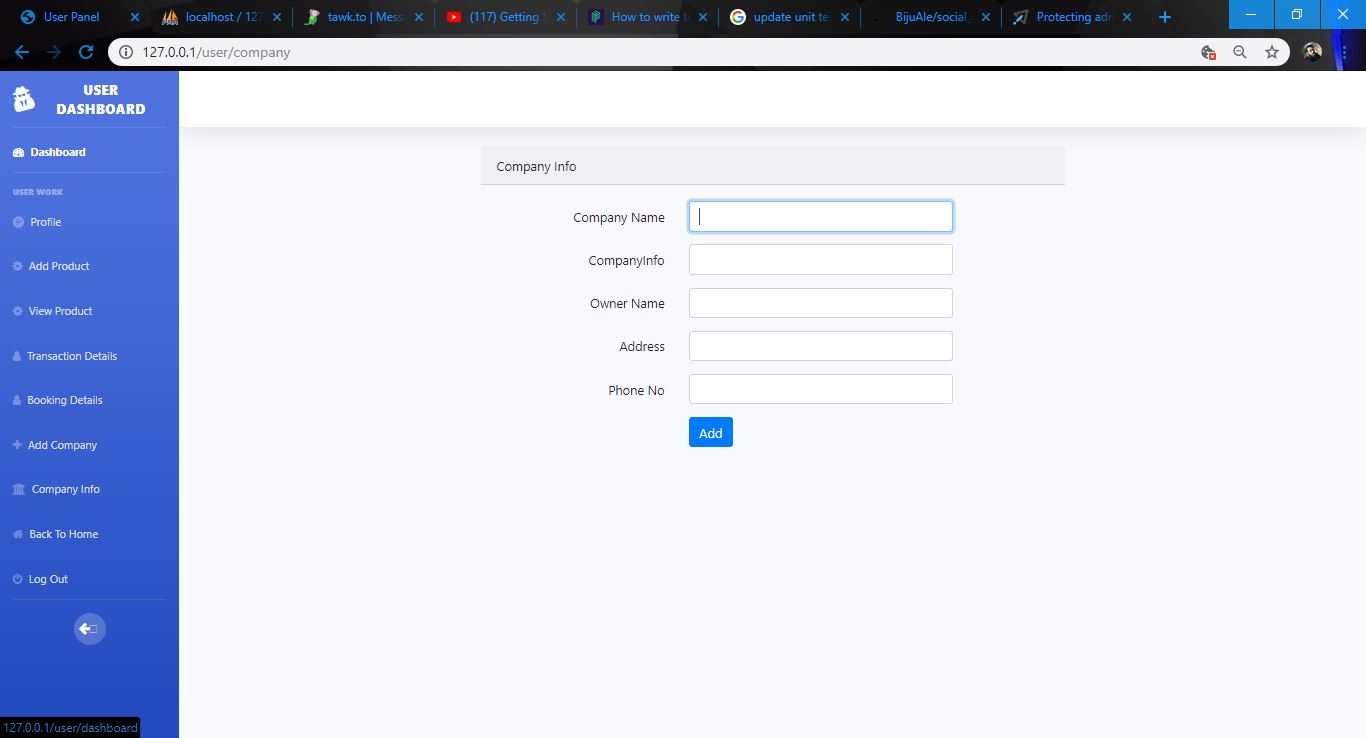 User Panel
localhost / 127
tawk.to | Mess
(117) Getting S
How to write t
update unit te
BijuAle/social_
Protecting adm
127.0.0.1/user/company
USER
DASHBOARD
Dashboard
USER WORK
Profile
Add Product
View Product
Transaction Details
Booking Details
Add Company
Company Info
Back To Home
Log Out
Company Info
Company Name
CompanyInfo
Owner Name
Address
Phone No
Add
127.0.0.1/user/dashboard